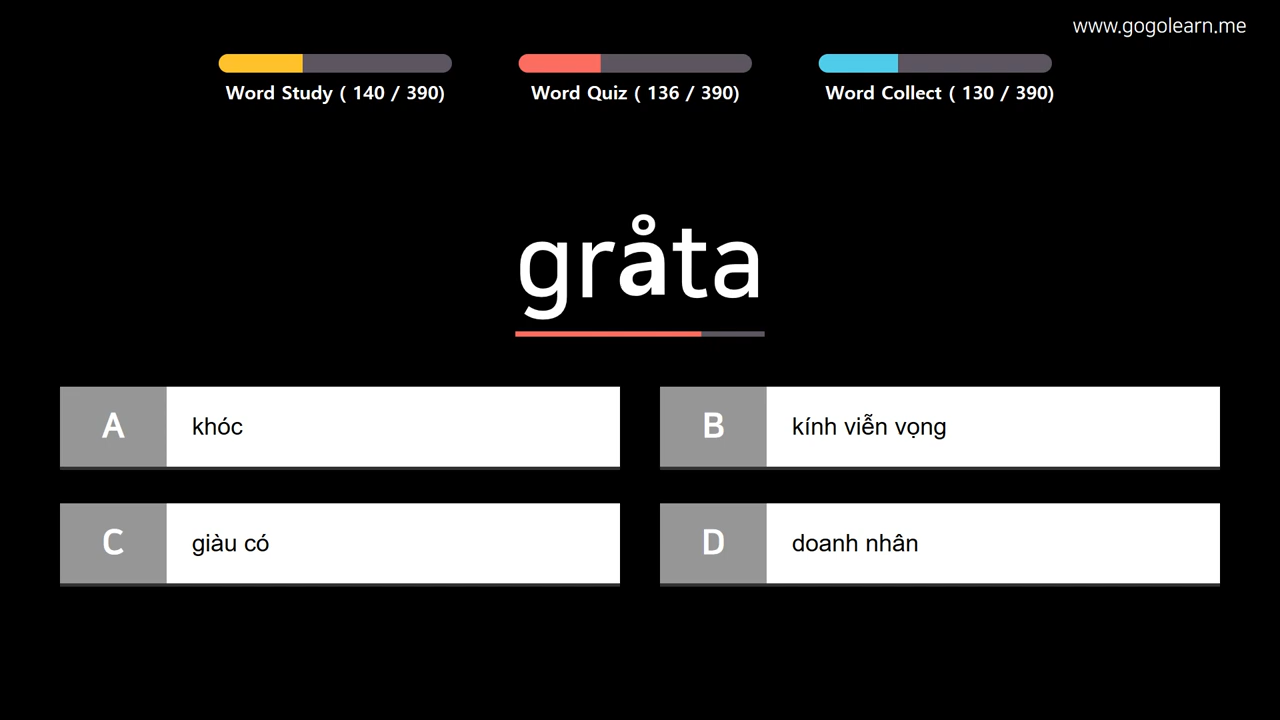 www.gogolearn.me
Word Study ( 140 / 390)
Word Quiz ( 136 / 390)
Word Collect ( 130 / 390)
gråta
A
khóc
B
kính viễn vọng
C
giàu có
D
doanh nhân